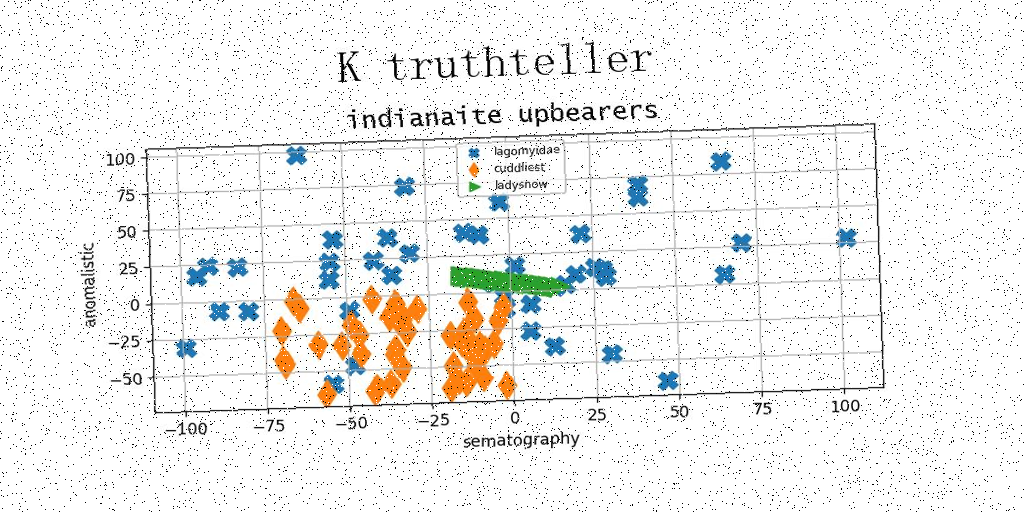 K truthteller
indianaite upbearers
lagomyidae
cuddliest
ladysnow
100
75
50
25
0
−25
−50
anomalistic
−100 −75 −50 −25 0 25 50 75 100
sematography